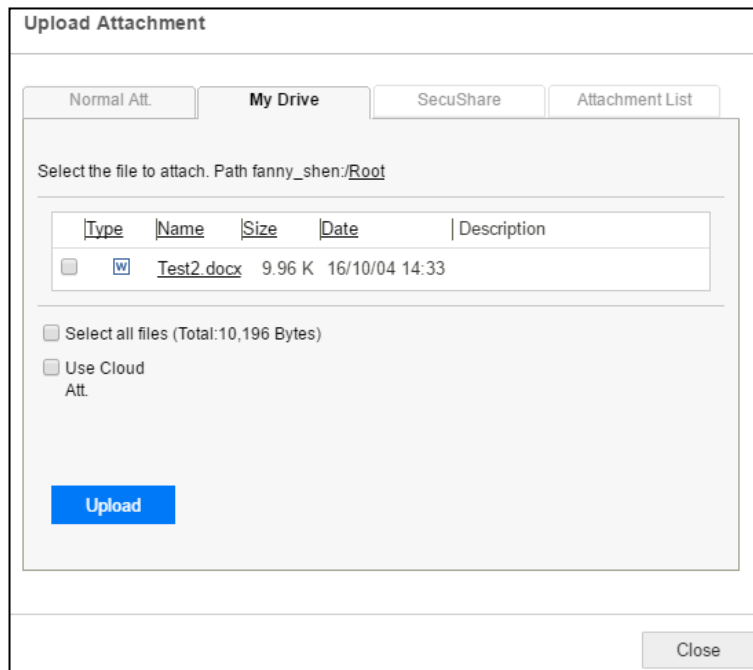 Upload Attachment
Normal Att. My Drive SecuShare Attachment List
Select the file to attach. Path fanny_shen:/Root
Type Name Size Date Description
Test2.docx 9.96 K 16/10/04 14:33
Select all files (Total:10,196 Bytes)
Use Cloud
Att.
Upload
Close